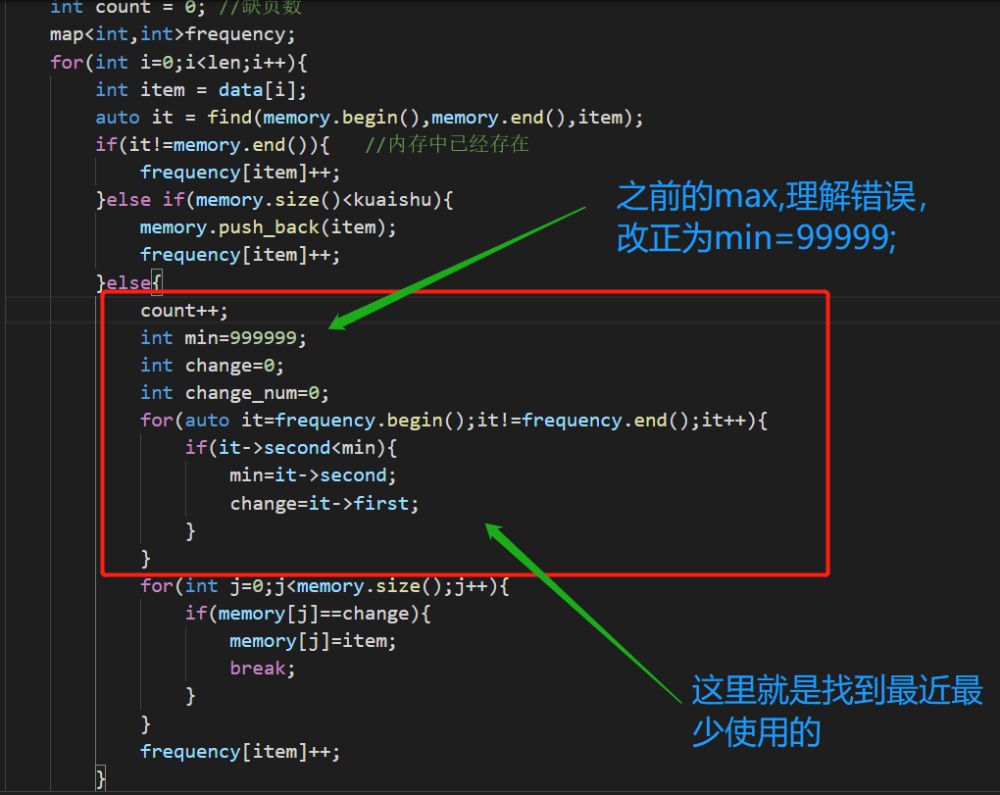 int count = 0; //缺页数
map<int,int>frequency;
for(int i=0;i<len;i++){
int item = data[i];
auto it = find(memory.begin(),memory.end(),item);
if(it!=memory.end()){ //内存中已经存在
frequency[item]++;
}else if(memory.size()<kuaishu){
memory.push_back(item);
frequency[item]++;
}else{
之前的max,理解错误,
改正为min=99999;
count++;
int min=999999;
int change=0;
int change_num=0;
for(auto it=frequency.begin();it!=frequency.end();it++){
if(it->second<min){
min=it->second;
change=it->first;
}
}
for(int j=0;j<memory.size();j++){
if(memory[j]==change){
memory[j]=item;
break;
}
}
frequency[item]++;
}
这里就是找到最近最
少使用的